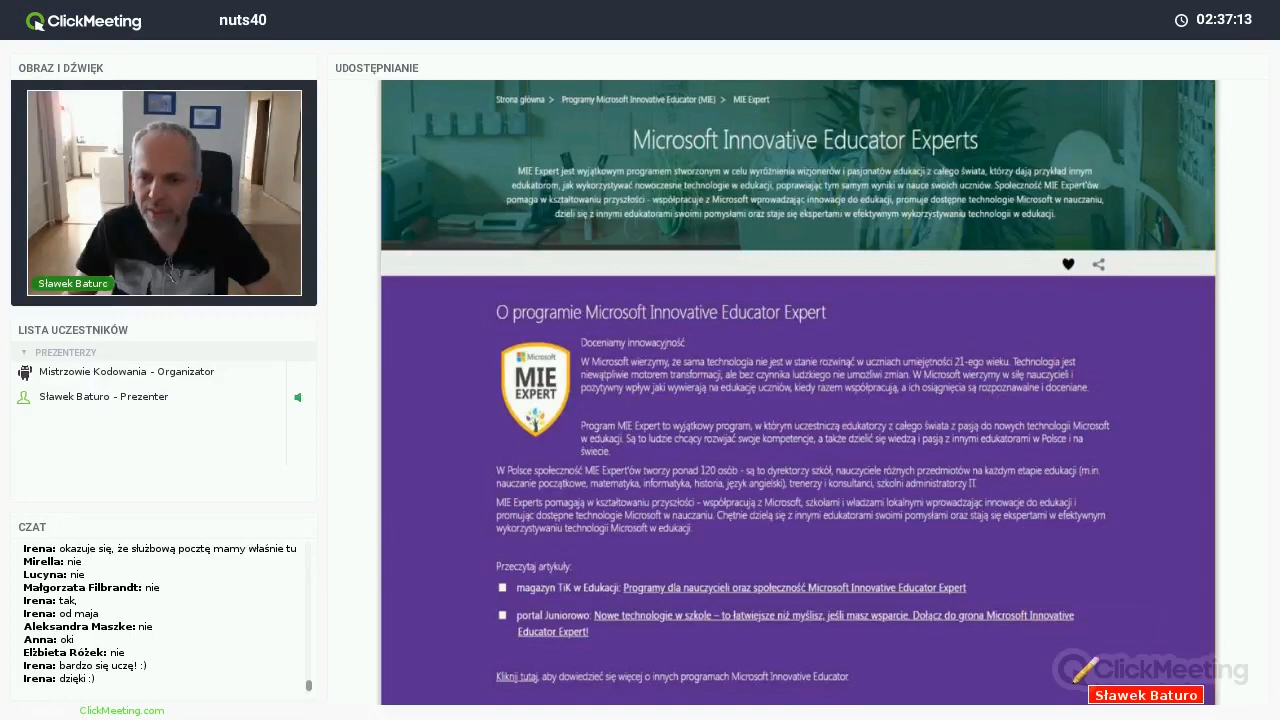 ClickMeeting
nuts40
02:37:13
OBRAZ I DŹWIĘK
UDOSTĘPNIANIE
Sławek Baturo
LISTA UCZESTNIKÓW
PREZENTERZY
Mistrzowie Kodowania - Organizator
Sławek Baturo - Prezenter
CZAT
Irena: okazuje się, że służbową pocztę mamy właśnie tu
Mirella: nie
Lucyna: nie
Małgorzata Filbrandt: nie
Irena: tak,
Irena: od maja
Aleksandra Maszke: nie
Anna: oki
Elżbieta Różek: nie
Irena: bardzo się uczę! :)
Irena: dzięki :)
ClickMeeting.com
Strona główna > Programy Microsoft Innovative Educator (MIE) > MIE Expert
Microsoft Innovative Educator Experts
MIE Expert jest wyjątkowym programem stworzonym w celu wyróżnienia wizjonerów i pasjonatów edukacji z całego świata, którzy dają przykład innym
edukatorom, jak wykorzystywać nowoczesne technologie w edukacji, poprawiając tym samym wyniki w nauce swoich uczniów. Społeczność MIE Expert'ów
pomaga w kształtowaniu przyszłości - współpracuje z Microsoft wprowadzając innowacje do edukacji, promuje dostępne technologie Microsoft w nauczaniu,
dzieli się z innymi edukatorami swoimi pomysłami oraz staje się ekspertami w efektywnym wykorzystywaniu technologii w edukacji.
O programie Microsoft Innovative Educator Expert
Microsoft
MIE
EXPERT
Doceniamy innowacyjność
W Microsoft wierzymy, że sama technologia nie jest w stanie rozwinąć w uczniach umiejętności 21-ego wieku. Technologia jest
niewątpliwie motorem transformacji, ale bez czynnika ludzkiego nie umożliwi zmian. W Microsoft wierzymy w siłę nauczycieli i
pozytywny wpływ jaki wywierają na edukację uczniów, kiedy razem współpracują, a ich osiągnięcia są rozpoznawalne i doceniane.
Program MIE Expert to wyjątkowy program, w którym uczestniczą edukatorzy z całego świata z pasją do nowych technologii Microsoft
w edukacji. Są to ludzie chcący rozwijać swoje kompetencje, a także dzielić się wiedzą i pasją z innymi edukatorami w Polsce i na
świecie.
W Polsce społeczność MIE Expert'ów tworzy ponad 120 osób - są to dyrektorzy szkół, nauczyciele różnych przedmiotów na każdym etapie edukacji (m.in.
nauczanie początkowe, matematyka, informatyka, historia, język angielski), trenerzy i konsultanci, szkolni administratorzy IT.
MIE Experts pomagają w kształtowaniu przyszłości - współpracują z Microsoft, szkołami i władzami lokalnymi wprowadzając innowacje do edukacji i
promując dostępne technologie Microsoft w nauczaniu. Chętnie dzielą się z innymi edukatorami swoimi pomysłami oraz stają się ekspertami w efektywnym
wykorzystywaniu technologii Microsoft w edukacji.
Przeczytaj artykuły:
magazyn TiK w Edukacji: Programy dla nauczycieli oraz społeczność Microsoft Innovative Educator Expert
portal Juniorowo: Nowe technologie w szkole – to łatwiejsze niż myślisz, jeśli masz wsparcie. Dołącz do grona Microsoft Innovative
Educator Expert!
Kliknij tutaj, aby dowiedzieć się więcej o innych programach Microsoft Innovative Educator.
ClickMeeting
Sławek Baturo